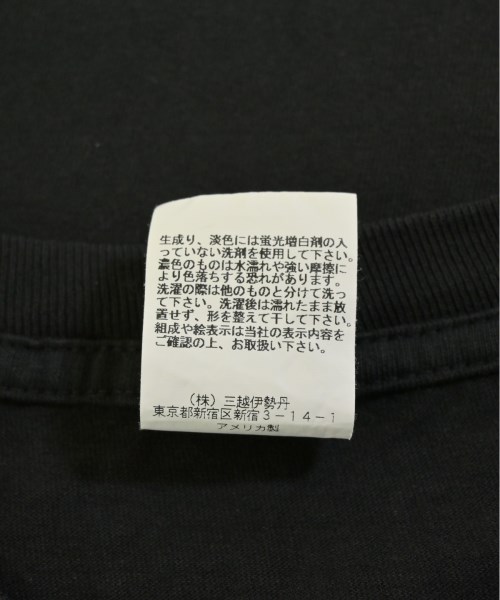 生成り、淡色には蛍光増白剤の入
っていない洗剤を使用して下さい。
濃色のものは水濡れや強い摩擦に
より色落ちする恐れがあります。
洗濯の際は他のものと分けて洗っ
て下さい。洗濯後は濡れたまま放
置せず、形を整えて干して下さい。
組成や絵表示は当社の表示内容を
ご確認の上、お取扱い下さい。
(株)三越伊勢丹
東京都新宿区新宿3-14-1
アメリカ製